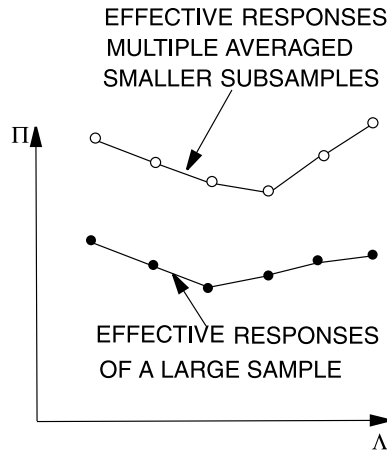 EFFECTIVE RESPONSES
MULTIPLE AVERAGED
SMALLER SUBSAMPLES
Π
EFFECTIVE RESPONSES
OF A LARGE SAMPLE
Λ